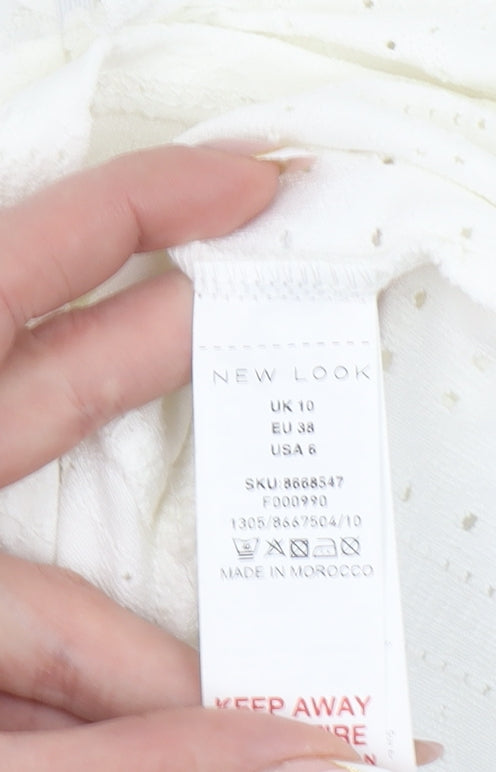 NEW LOOK
UK 10
EU 38
USA 6
SKU:8668547
F000990
1305/8667504/10
MADE IN MOROCCO
KEEP AWAY